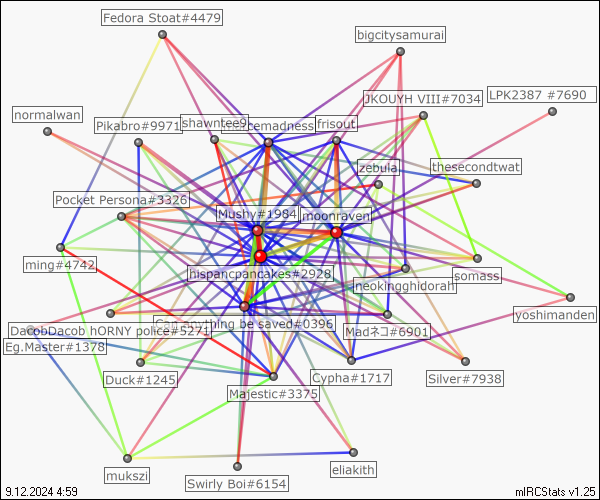 Fedora Stoat#4479
bigcitysamurai
LPK2387 #7690
JKOUYH VIII#7034
normalwan
Pikabro#9971
shawntee9
temadness
frisout
zebula
thesecondtwat
Pocket Persona#3326
Mushy#1984
moonraven
ming#4742
hispancpancakes#2928
neokingghidorah
somass
yoshimanden
DacobDacob hORNY police#5271
be saved#0396
Madネコ#6901
Eg.Master#1378
Duck#1245
Majestic#3375
Cypha#1717
Silver#7938
mukszi
Swirly Boi#6154
eliakith
9.12.2024 4:59
mIRCStats v1.25